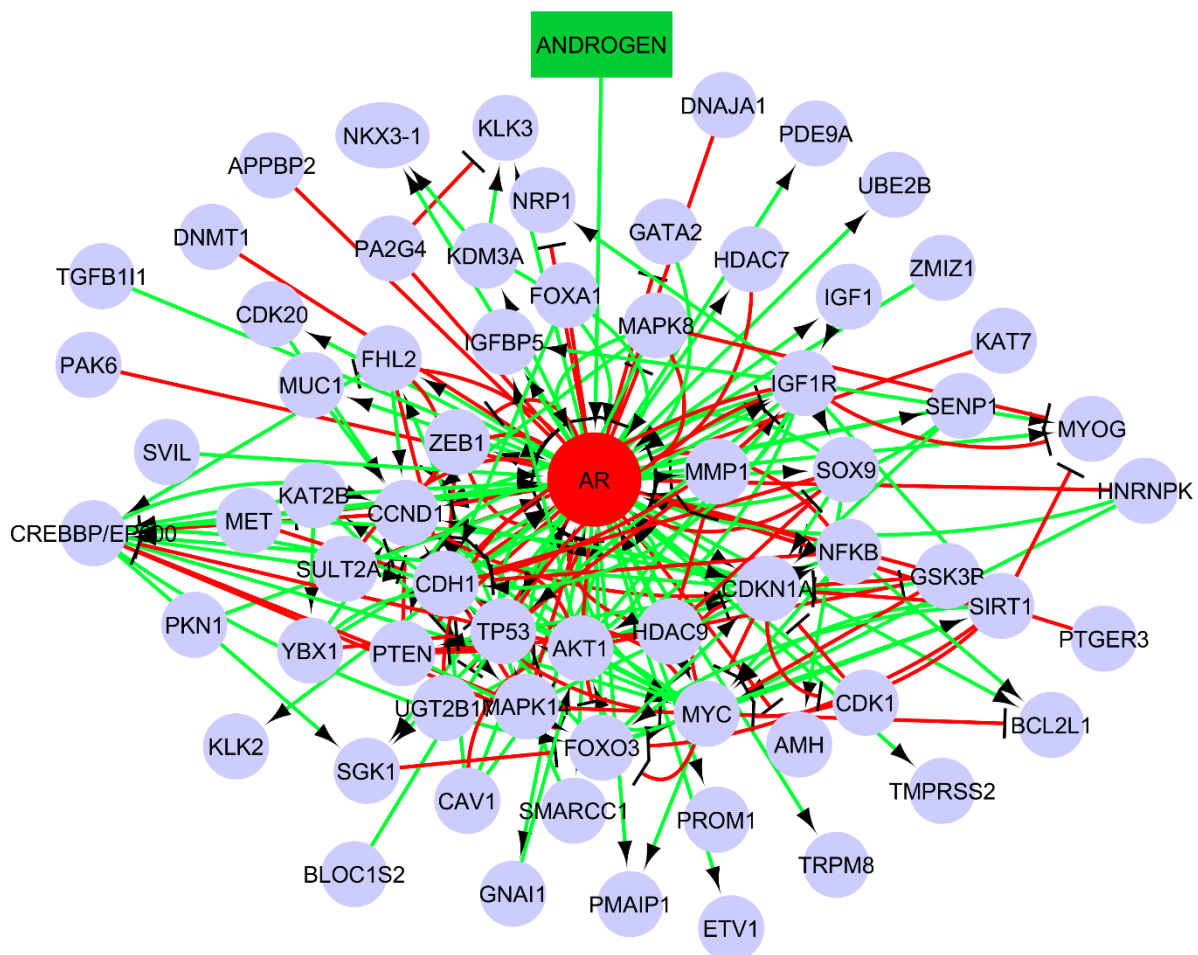 ANDROGEN
DNAJA1
NKX3-1
KLK3
PDE9A
APPBP2
NRP1
UBE2B
DNMT1
PA2G4
KDM3A
GATA2
HDAC7
ZMIZ1
TGFB1I1
CDK20
FOXA1
IGF1
IGFBP5
MAPK8
KAT7
PAK6
FHL2
MUC1
IGF1R
SENP1
MYOG
ZEB1
SVIL
AR
MMP1
SOX9
HNRNPK
KAT2B
MET
CCND1
CREBBP/EP300
NFKB
SULT2A1
CDH1
CDKN1A
GSK3B
SIRT1
PKN1
TP53
HDAC9
YBX1
PTEN
AKT1
PTGER3
UGT2B1
MAPK1
MYC
CDK1
BCL2L1
KLK2
FOXO3
AMH
SGK1
TMPRSS2
CAV1
SMARCC1
PROM1
TRPM8
BLOC1S2
GNAI1
PMAIP1
ETV1